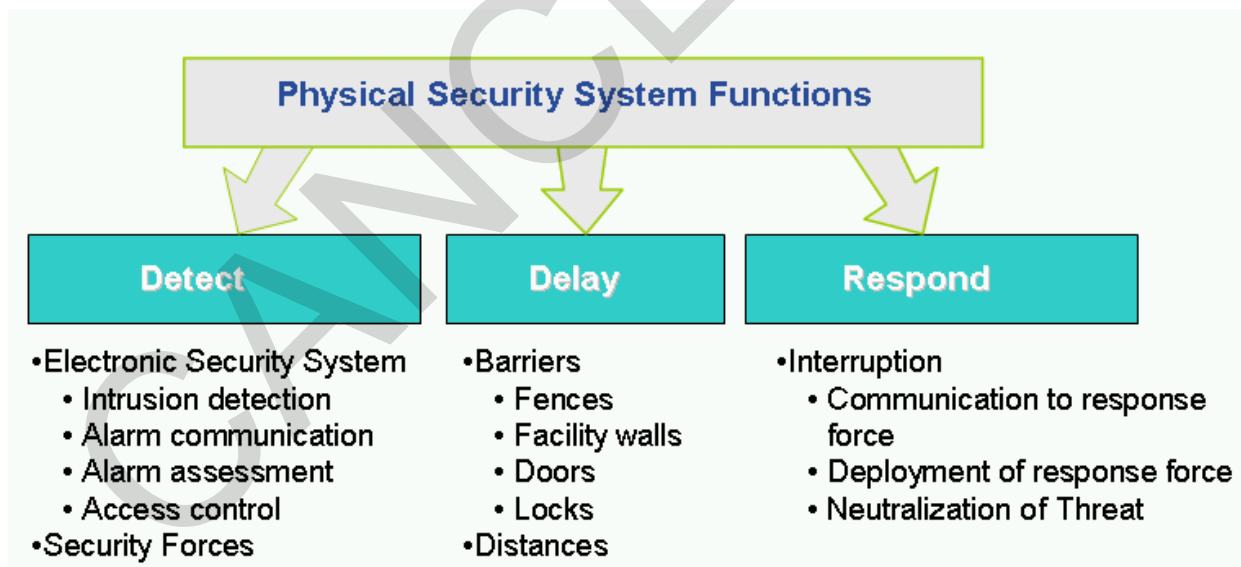 Physical Security System Functions
Detect
•Electronic Security System
• Intrusion detection
• Alarm communication
• Alarm assessment
• Access control
•Security Forces
Delay
•Barriers
• Fences
• Facility walls
• Doors
• Locks
•Distances
Respond
•Interruption
• Communication to response
force
• Deployment of response force
• Neutralization of Threat
CANCE